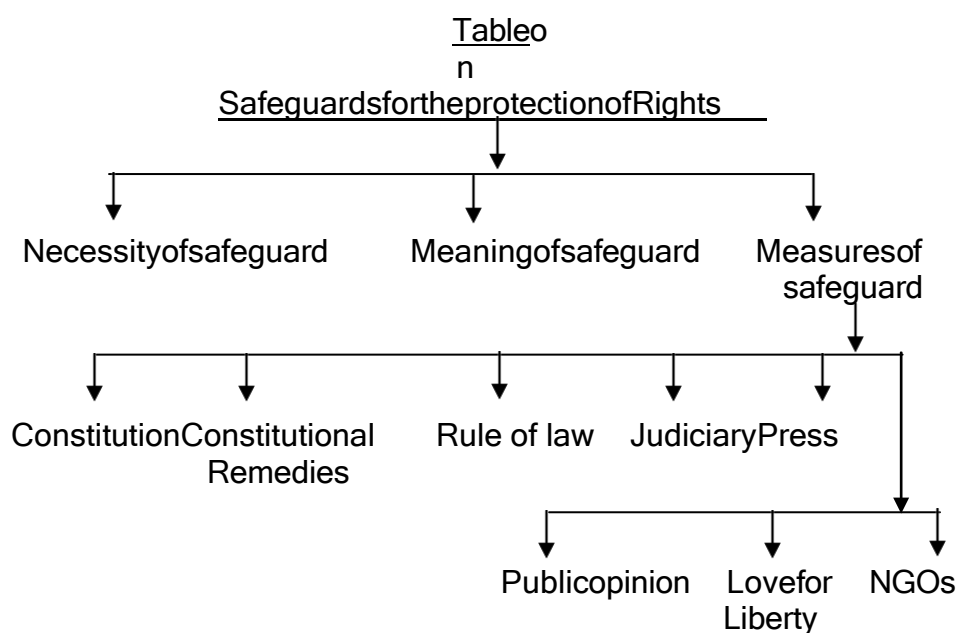 Tableo
n
SafeguardsfortheprotectionofRights
Necessityofsafeguard Meaningofsafeguard Measuresof
safeguard
ConstitutionConstitutional Rule of law JudiciaryPress
Remedies
Publicopinion Lovefor NGOs
Liberty